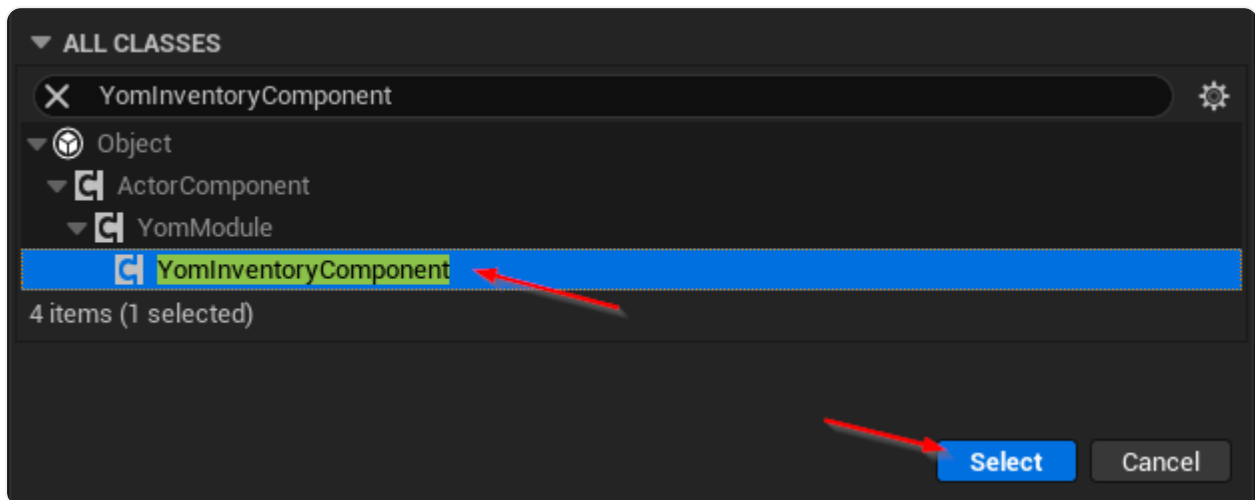 ALL CLASSES
YomInventoryComponent
Object
ActorComponent
YomModule
YomInventoryComponent
4 items (1 selected)
Select Cancel